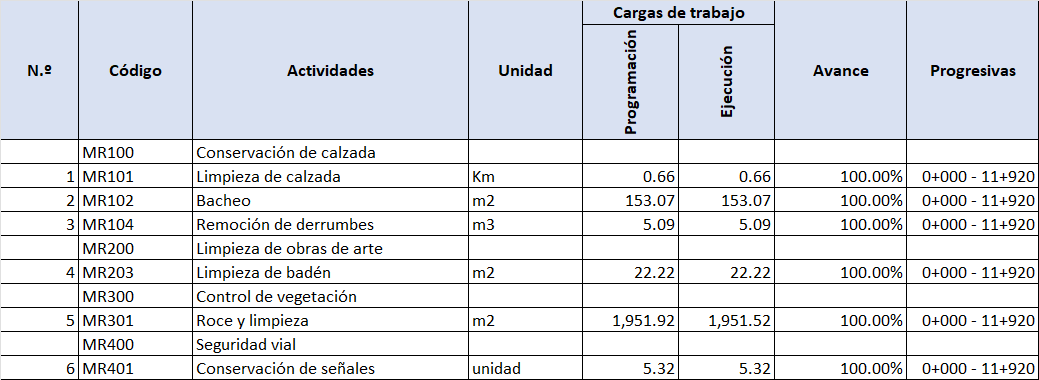 Cargas de trabajo
N.º Código Actividades Unidad Programación Ejecución Avance Progresivas
MR100 Conservación de calzada
1 MR101 Limpieza de calzada Km 0.66 0.66 100.00% 0+000 - 11+920
2 MR102 Bacheo m2 153.07 153.07 100.00% 0+000 - 11+920
3 MR104 Remoción de derrumbes m3 5.09 5.09 100.00% 0+000 - 11+920
MR200 Limpieza de obras de arte
4 MR203 Limpieza de badén m2 22.22 22.22 100.00% 0+000 - 11+920
MR300 Control de vegetación
5 MR301 Roce y limpieza m2 1,951.92 1,951.52 100.00% 0+000 - 11+920
MR400 Seguridad vial
6 MR401 Conservación de señales unidad 5.32 5.32 100.00% 0+000 - 11+920